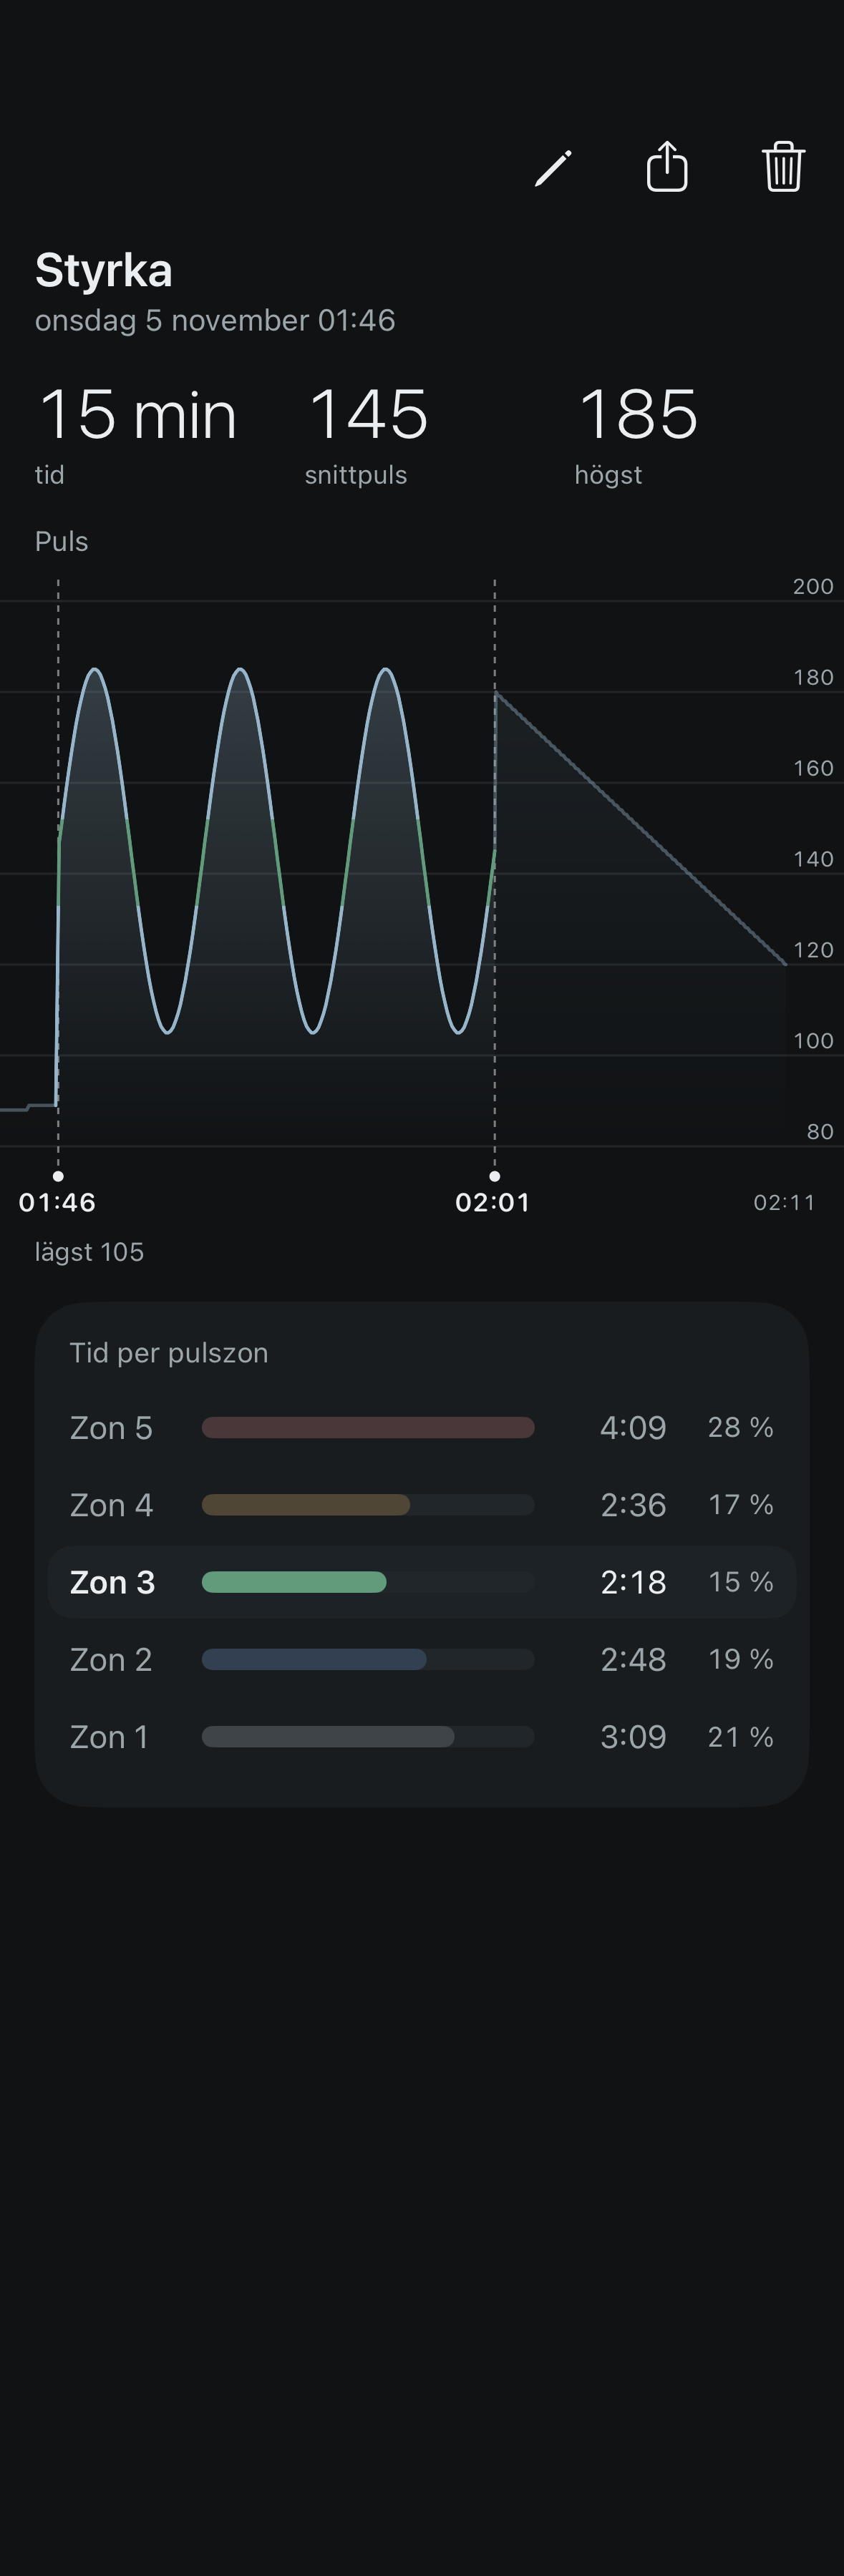 Styrka
onsdag 5 november 01:46
15 min 145 185
tid snittpuls högst
Puls
200
180
160
140
120
100
80
01:46 02:01 02:11
lägst 105
Tid per pulszon
Zon 5 4:09 28 %
Zon 4 2:36 17 %
Zon 3 2:18 15 %
Zon 2 2:48 19 %
Zon 1 3:09 21 %